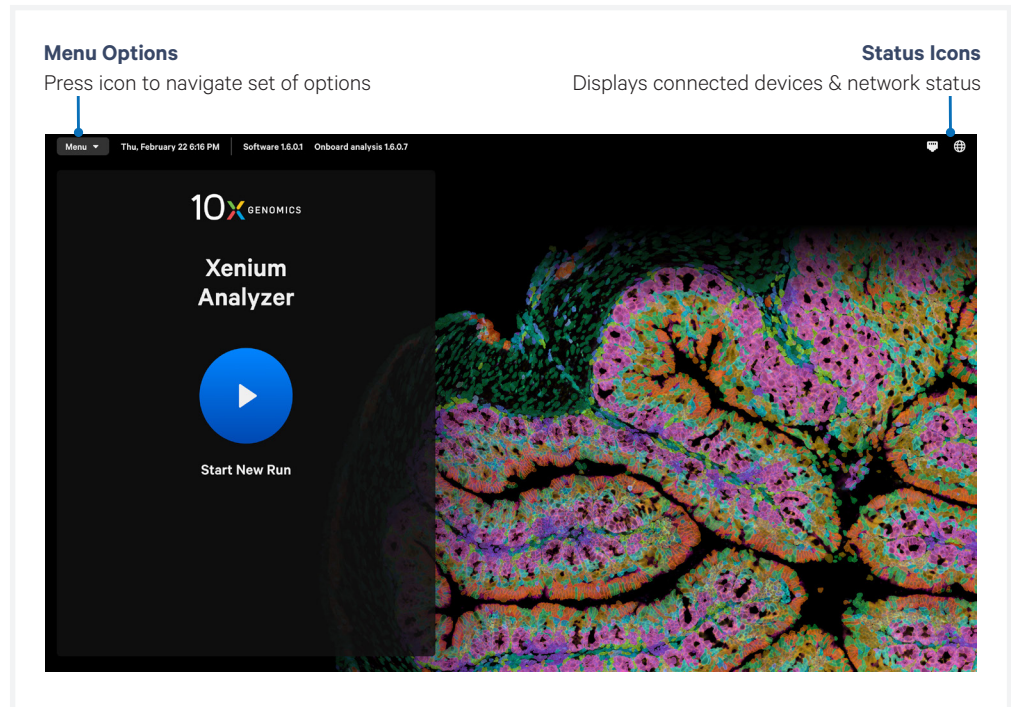 Menu Options
Press icon to navigate set of options
Status Icons
Displays connected devices & network status
Menu
Thu, February 22 6:16 PM
Software 1.6.0.1
Onboard analysis 1.6.0.7
10X GENOMICS
Xenium
Analyzer
Start New Run